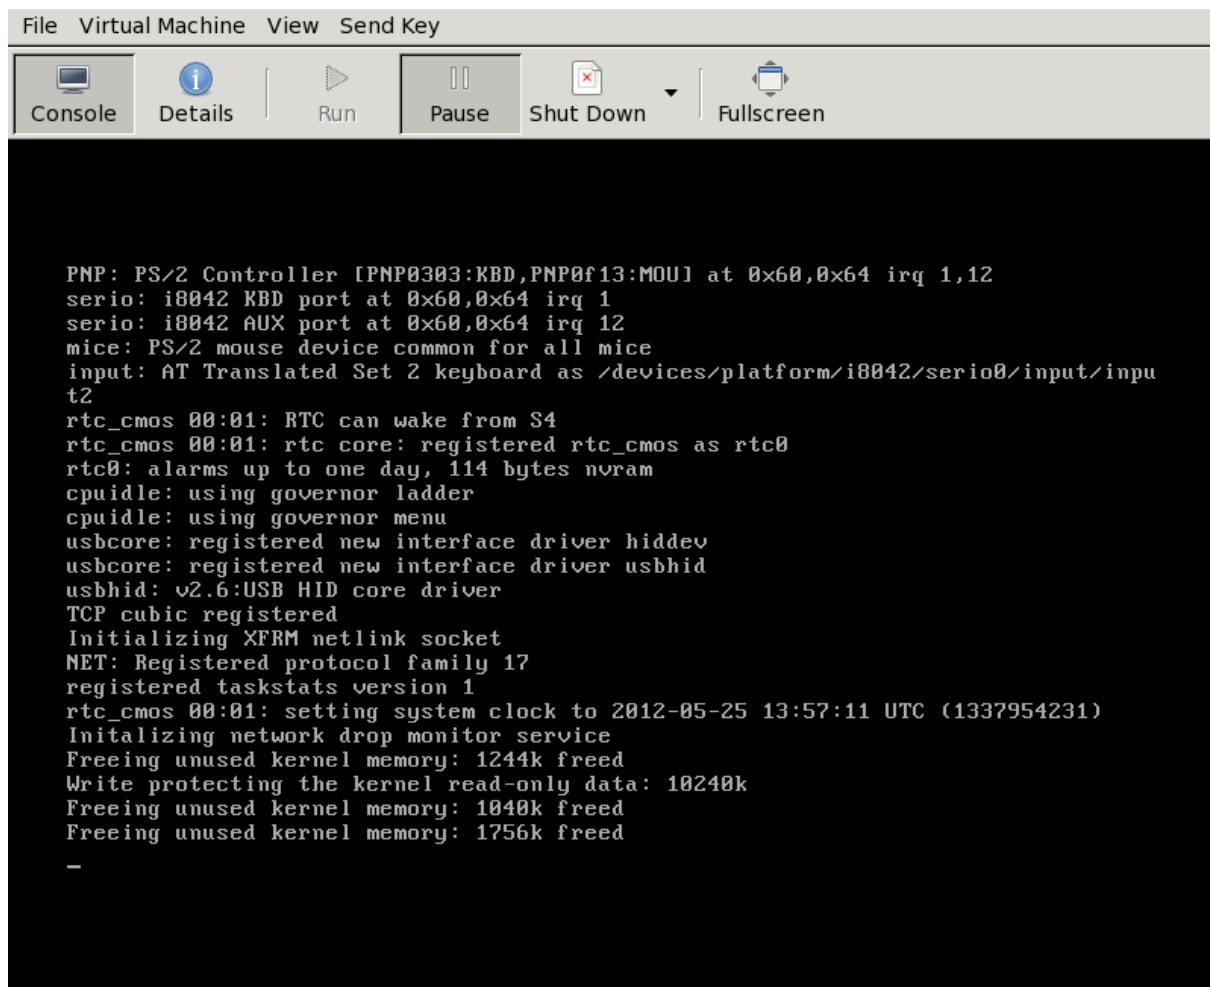 File Virtual Machine View Send Key
Console Details Run Pause Shut Down Fullscreen
PNP: PS/2 Controller [PNP0303:KBD,PNP0f13:MOU] at 0x60,0x64 irq 1,12
serio: i8042 KBD port at 0x60,0x64 irq 1
serio: i8042 AUX port at 0x60,0x64 irq 12
mice: PS/2 mouse device common for all mice
input: AT Translated Set 2 keyboard as /devices/platform/i8042/serio0/input/inpu
t2
rtc_cmos 00:01: RTC can wake from S4
rtc_cmos 00:01: rtc core: registered rtc_cmos as rtc0
rtc0: alarms up to one day, 114 bytes nvram
cpuidle: using governor ladder
cpuidle: using governor menu
usbcore: registered new interface driver hiddev
usbcore: registered new interface driver usbhid
usbhid: v2.6:USB HID core driver
TCP cubic registered
Initializing XFRM netlink socket
NET: Registered protocol family 17
registered taskstats version 1
rtc_cmos 00:01: setting system clock to 2012-05-25 13:57:11 UTC (1337954231)
Initalizing network drop monitor service
Freeing unused kernel memory: 1244k freed
Write protecting the kernel read-only data: 10240k
Freeing unused kernel memory: 1040k freed
Freeing unused kernel memory: 1756k freed
_